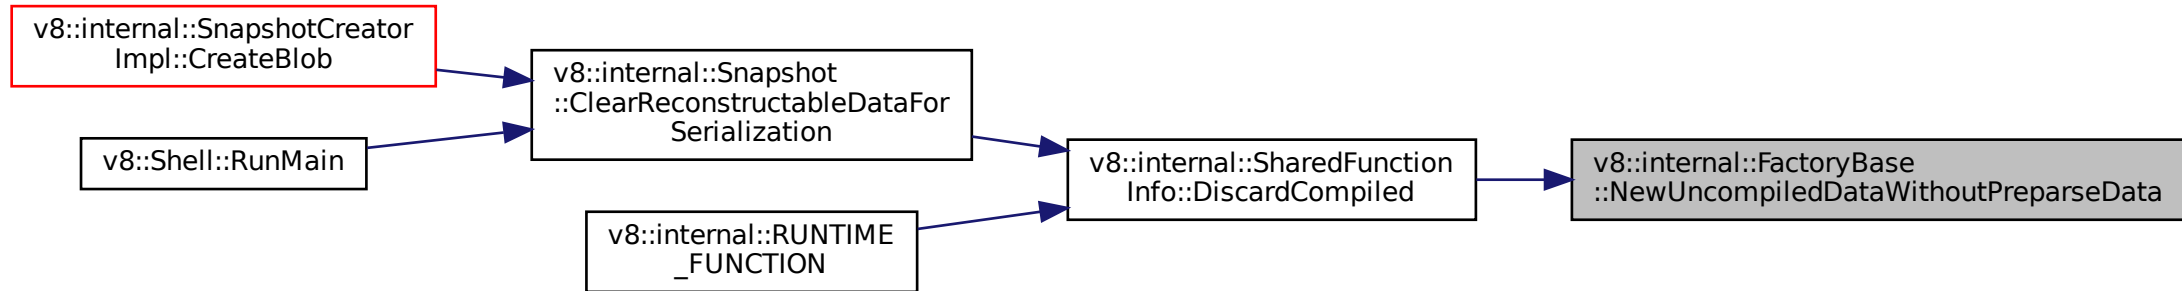 v8::internal::SnapshotCreator
Impl::CreateBlob
v8::Shell::RunMain
v8::internal::Snapshot
::ClearReconstructableDataFor
Serialization
v8::internal::RUNTIME
_FUNCTION
v8::internal::SharedFunction
Info::DiscardCompiled
v8::internal::FactoryBase
::NewUncompiledDataWithoutPreparseData